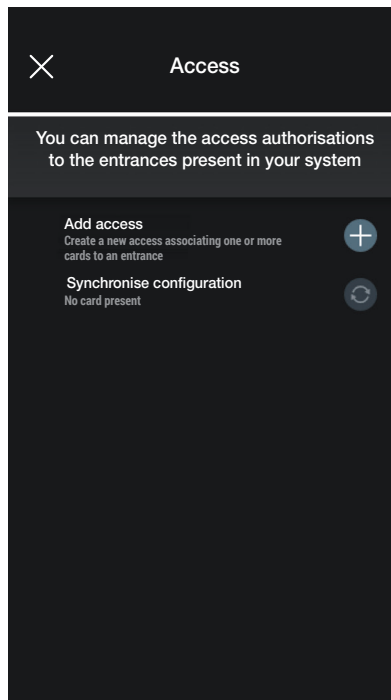 Access
You can manage the access authorisations
to the entrances present in your system
Add access
Create a new access associating one or more
cards to an entrance
Synchronise configuration
No card present